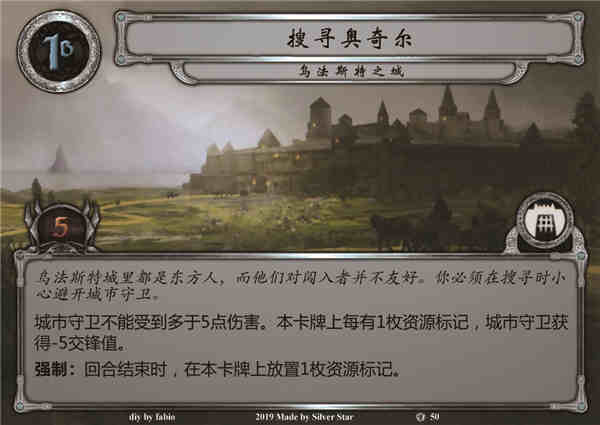 1B
搜寻奥奇尔
乌法斯特之城
5
乌法斯特城里都是东方人，而他们对闯入者并不友好。你必须在搜寻时小
心避开城市守卫。
城市守卫不能受到多于5点伤害。本卡牌上每有1枚资源标记，城市守卫获
得-5交锋值。
强制：回合结束时，在本卡牌上放置1枚资源标记。
diy by fabio 2019 Made by Silver Star 50